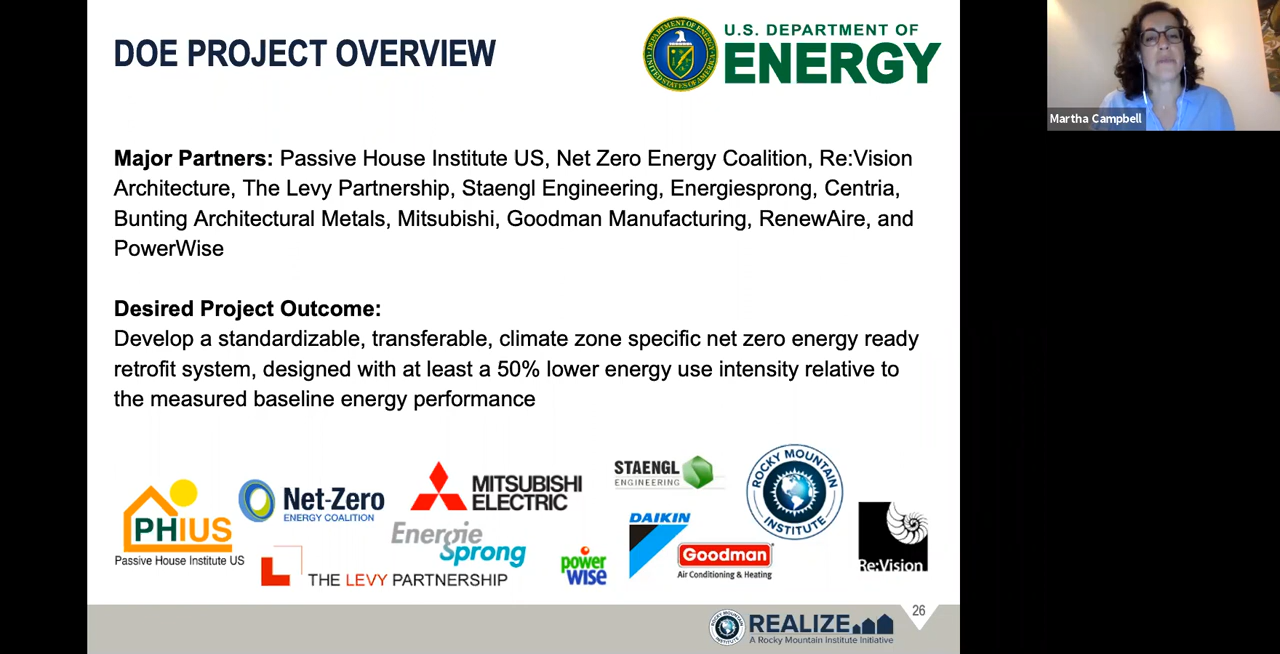 DOE PROJECT OVERVIEW
U.S. DEPARTMENT OF
ENERGY
Martha Campbell
Major Partners: Passive House Institute US, Net Zero Energy Coalition, Re:Vision
Architecture, The Levy Partnership, Staengl Engineering, Energiesprong, Centria,
Bunting Architectural Metals, Mitsubishi, Goodman Manufacturing, RenewAire, and
PowerWise
Desired Project Outcome:
Develop a standardizable, transferable, climate zone specific net zero energy ready
retrofit system, designed with at least a 50% lower energy use intensity relative to
the measured baseline energy performance
PHIUS
Passive House Institute US
Net-Zero
ENERGY COALITION
MITSUBISHI
ELECTRIC
STAENGL
ENGINEERING
ROCKY MOUNTAIN
INSTITUTE
Energie
Sprong
THE LEVY PARTNERSHIP
power
wise
DAIKIN
Goodman
Air Conditioning & Heating
Re:Vision
REALIZE
A Rocky Mountain Institute Initiative
26